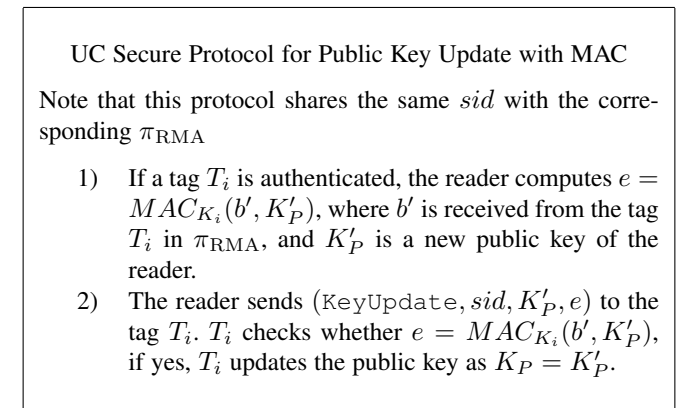 UC Secure Protocol for Public Key Update with MAC
Note that this protocol shares the same sid with the corre-
sponding π_RMA
1) If a tag T_i is authenticated, the reader computes e =
MAC_{K_i}(b′, K′_P), where b′ is received from the tag
T_i in π_RMA, and K′_P is a new public key of the
reader.
2) The reader sends (KeyUpdate, sid, K′_P, e) to the
tag T_i. T_i checks whether e = MAC_{K_i}(b′, K′_P),
if yes, T_i updates the public key as K_P = K′_P.